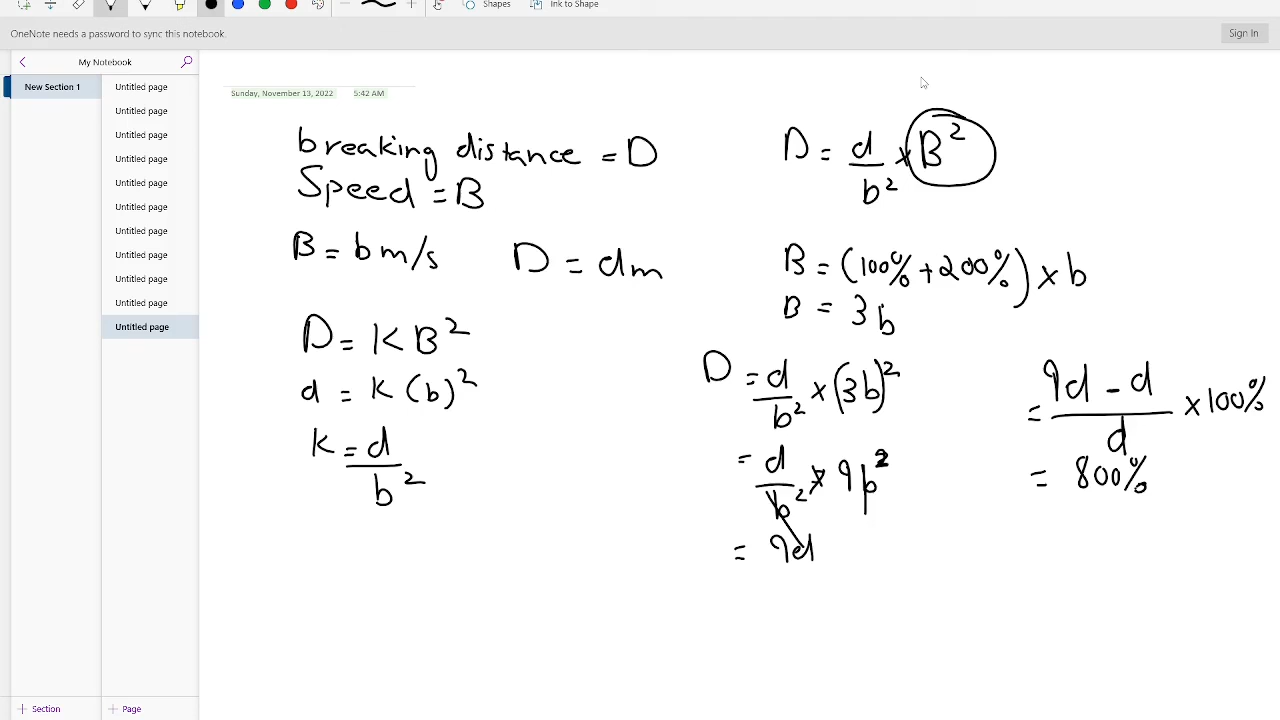 Shapes
Ink to Shape
OneNote needs a password to sync this notebook.
Sign In
My Notebook
New Section 1
Untitled page
Untitled page
Untitled page
Untitled page
Untitled page
Untitled page
Untitled page
Untitled page
Untitled page
Untitled page
Untitled page
Section
Page
Sunday, November 13, 2022 5:42 AM
breaking distance = D
Speed = B
B = b m/s D = dm
D = KB²
d = K (b)²
K = d/b²
D = d/b² × B²
B = (100% + 200%) × b
B = 3b
D = d/b² × (3b)²
= d/b² × 9b²
= 9d
= 9d - d/d × 100%
= 800%